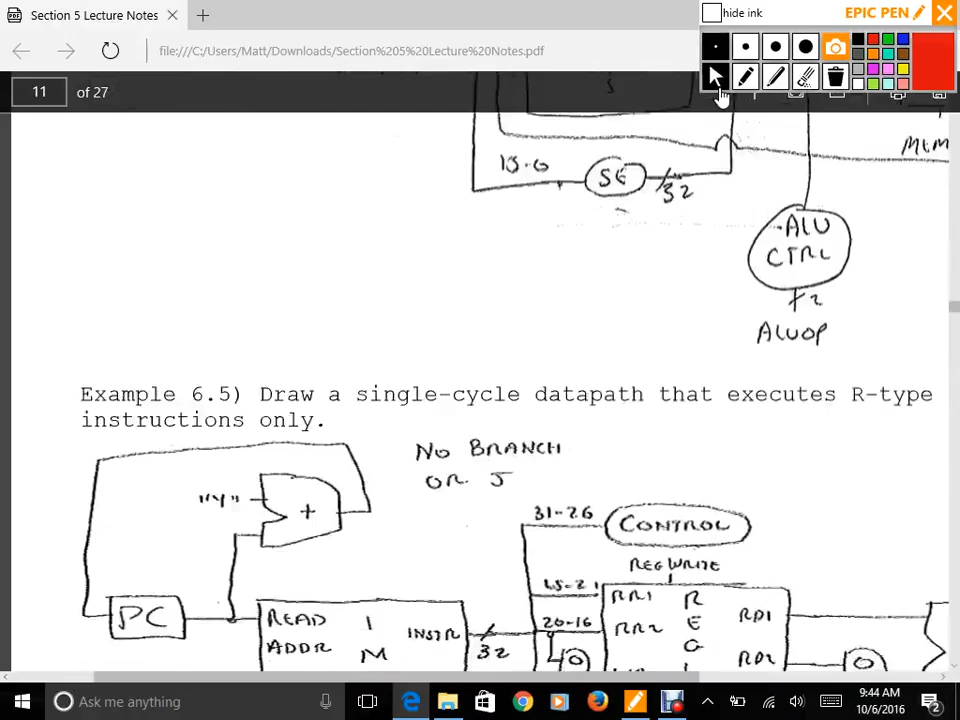 Section 5 Lecture Notes
hide ink
EPIC PEN
file:///C:/Users/Matt/Downloads/Section%205%20Lecture%20Notes.pdf
11 of 27
S
15-0
SE
32
MEM
ALU
CTRL
2
ALUOP
Example 6.5) Draw a single-cycle datapath that executes R-type
instructions only.
NO BRANCH
OR J
"4"
+
31-26
CONTROL
REGWRITE
25-21
20-16
PC
READ
ADDR
I
M
INSTR
32
RR1
RR2
R
E
G
RD1
RD2
Ask me anything
9:44 AM
10/6/2016
2